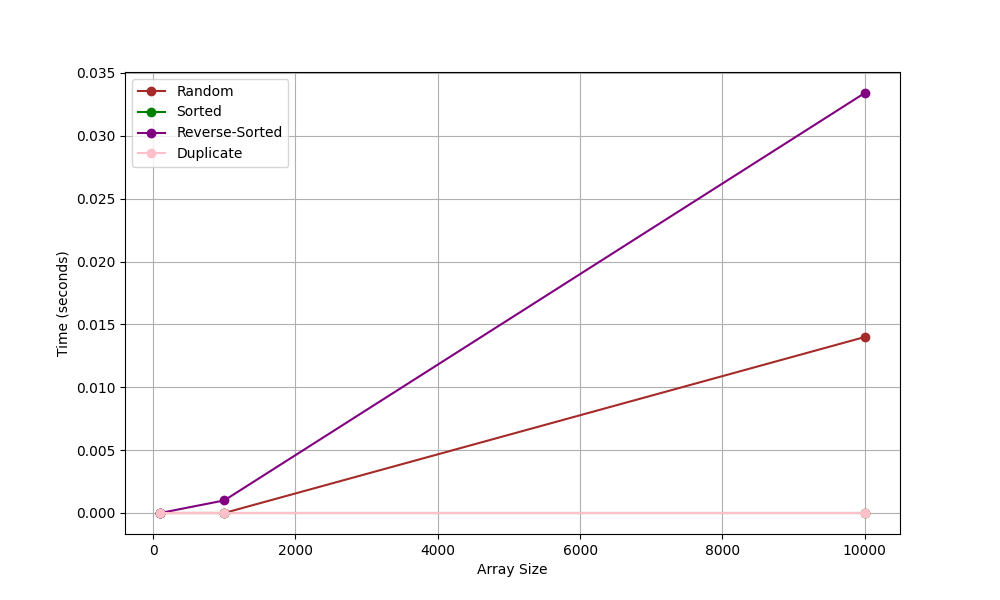 Random
Sorted
Reverse-Sorted
Duplicate
0.035
0.030
0.025
0.020
0.015
0.010
0.005
0.000
Time (seconds)
0 2000 4000 6000 8000 10000
Array Size